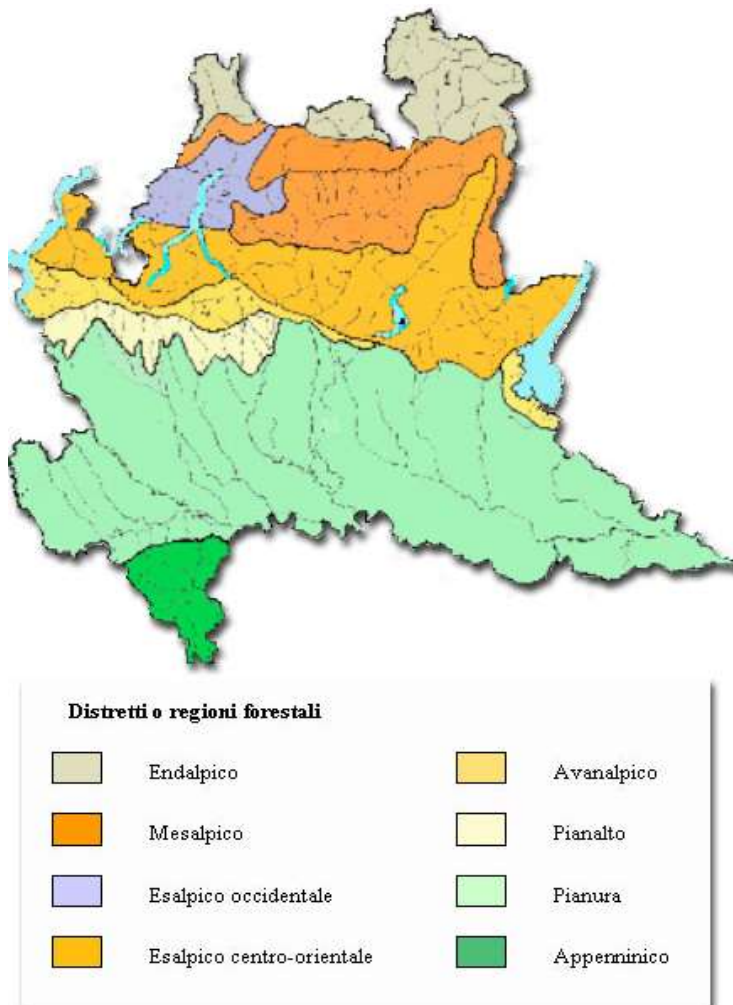 Distretti o regioni forestali
Endalpico
Mesalpico
Esalpico occidentale
Esalpico centro-orientale
Avanalpico
Pianalto
Pianura
Appenninico